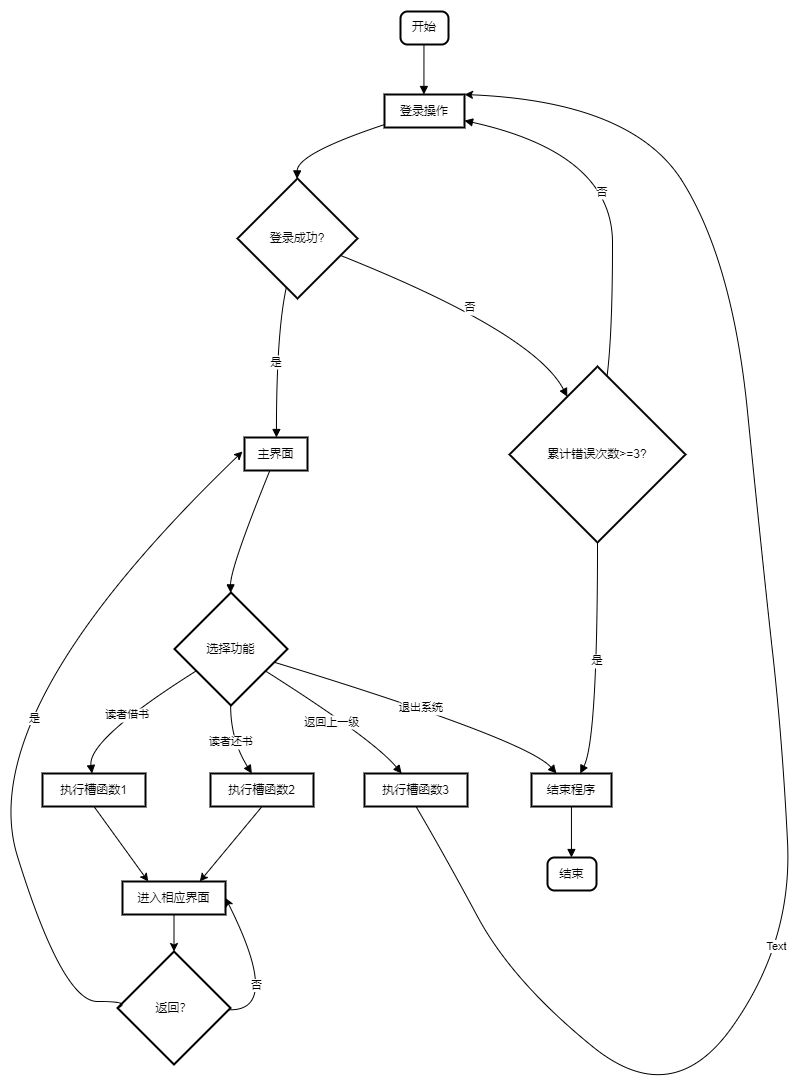 开始
登录操作
否
登录成功?
否
是
主界面
累计错误次数>=3?
选择功能
是
读者借书
读者还书
返回上一级
退出系统
是
执行槽函数1
执行槽函数2
执行槽函数3
结束程序
结束
进入相应界面
Text
否
返回?